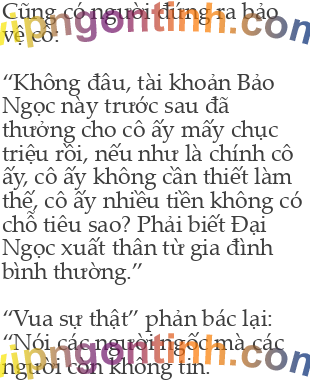 Cũng có người đứng ra bảo
vệ cô:
“Không đâu, tài khoản Bảo
Ngọc này trước sau đã
thưởng cho cô ấy mấy chục
triệu rồi, nếu như là chính cô
ấy, cô ấy không cần thiết làm
thế, cô ấy nhiều tiền không có
chỗ tiêu sao? Phải biết Đại
Ngọc xuất thân từ gia đình
bình thường.”
“Vua sự thật” phản bác lại:
“Nói các người ngốc mà các
người còn không tin.
vipngontinh.com
vipngontinh.com